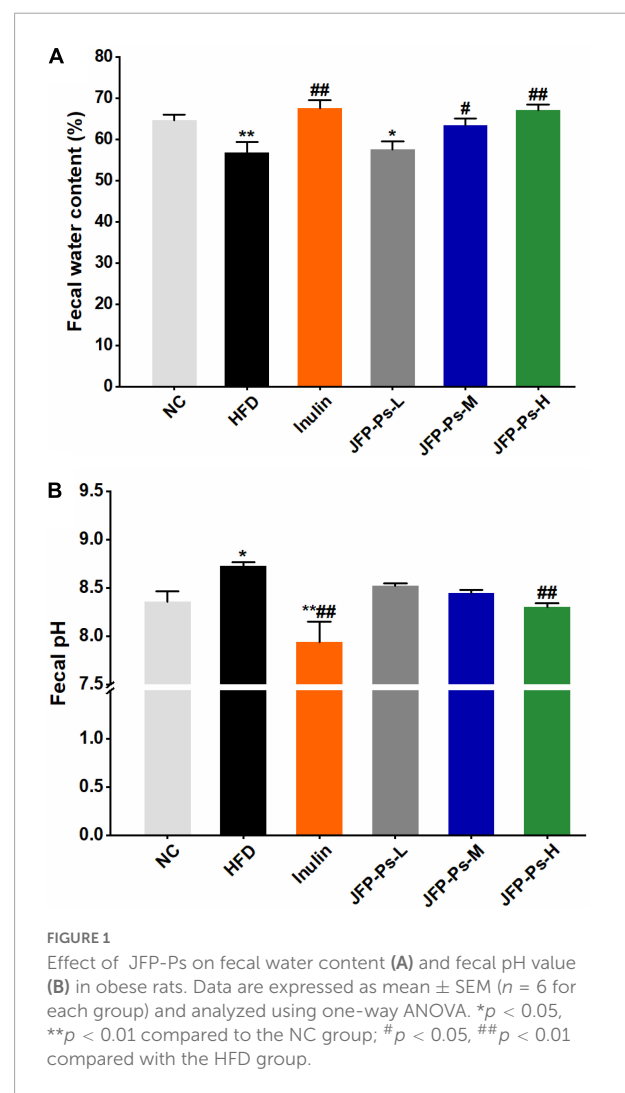 A
Fecal water content (%)
80
70
60
50
40
30
20
10
0
**
##
*
#
##
NC
HFD
Inulin
JFP-Ps-L
JFP-Ps-M
JFP-Ps-H
B
Fecal pH
9.5
9.0
8.5
8.0
7.5
1.0
0.5
0.0
*
**##
##
NC
HFD
Inulin
JFP-Ps-L
JFP-Ps-M
JFP-Ps-H
FIGURE 1
Effect of JFP-Ps on fecal water content (A) and fecal pH value
(B) in obese rats. Data are expressed as mean ± SEM (n = 6 for
each group) and analyzed using one-way ANOVA. *p < 0.05,
**p < 0.01 compared to the NC group; #p < 0.05, ##p < 0.01
compared with the HFD group.